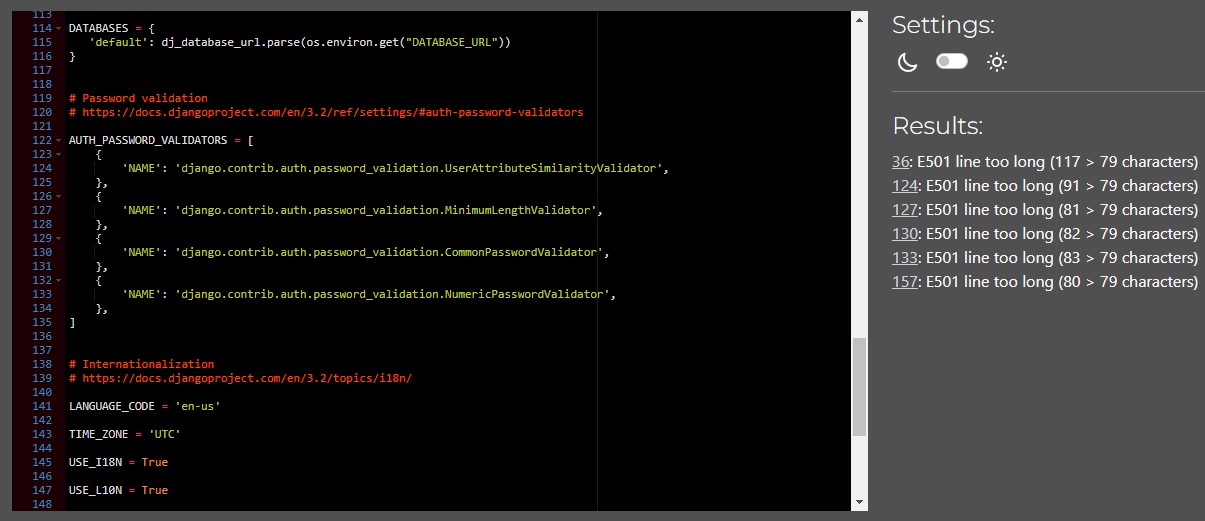 113
114 DATABASES = {
115    'default': dj_database_url.parse(os.environ.get("DATABASE_URL"))
116 }
117
118
119 # Password validation
120 # https://docs.djangoproject.com/en/3.2/ref/settings/#auth-password-validators
121
122 AUTH_PASSWORD_VALIDATORS = [
123     {
124         'NAME': 'django.contrib.auth.password_validation.UserAttributeSimilarityValidator',
125     },
126     {
127         'NAME': 'django.contrib.auth.password_validation.MinimumLengthValidator',
128     },
129     {
130         'NAME': 'django.contrib.auth.password_validation.CommonPasswordValidator',
131     },
132     {
133         'NAME': 'django.contrib.auth.password_validation.NumericPasswordValidator',
134     },
135 ]
136
137
138 # Internationalization
139 # https://docs.djangoproject.com/en/3.2/topics/i18n/
140
141 LANGUAGE_CODE = 'en-us'
142
143 TIME_ZONE = 'UTC'
144
145 USE_I18N = True
146
147 USE_L10N = True
148
Settings:
Results:
36: E501 line too long (117 > 79 characters)
124: E501 line too long (91 > 79 characters)
127: E501 line too long (81 > 79 characters)
130: E501 line too long (82 > 79 characters)
133: E501 line too long (83 > 79 characters)
157: E501 line too long (80 > 79 characters)